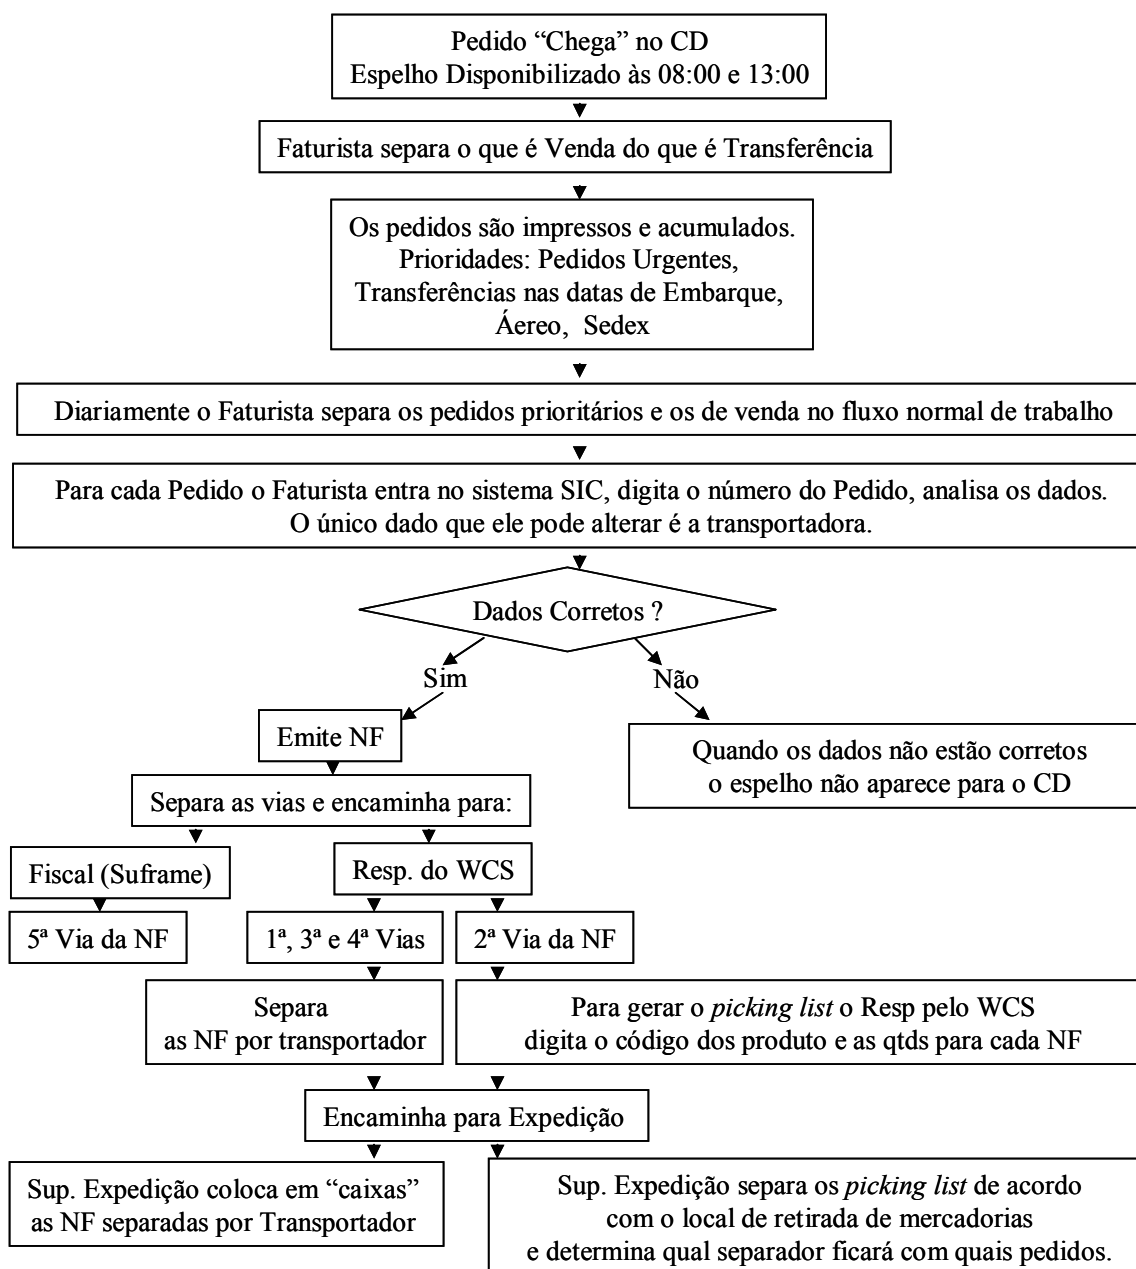 Pedido “Chega” no CD
Espelho Disponibilizado às 08:00 e 13:00
Faturista separa o que é Venda do que é Transferência
Os pedidos são impressos e acumulados.
Prioridades: Pedidos Urgentes,
Transferências nas datas de Embarque,
Áereo, Sedex
Diariamente o Faturista separa os pedidos prioritários e os de venda no fluxo normal de trabalho
Para cada Pedido o Faturista entra no sistema SIC, digita o número do Pedido, analisa os dados.
O único dado que ele pode alterar é a transportadora.
Dados Corretos ?
Sim
Não
Emite NF
Quando os dados não estão corretos
o espelho não aparece para o CD
Separa as vias e encaminha para:
Fiscal (Suframe)
Resp. do WCS
5ª Via da NF
1ª, 3ª e 4ª Vias
2ª Via da NF
Separa
as NF por transportador
Para gerar o picking list o Resp pelo WCS
digita o código dos produto e as qtds para cada NF
Encaminha para Expedição
Sup. Expedição coloca em “caixas”
as NF separadas por Transportador
Sup. Expedição separa os picking list de acordo
com o local de retirada de mercadorias
e determina qual separador ficará com quais pedidos.